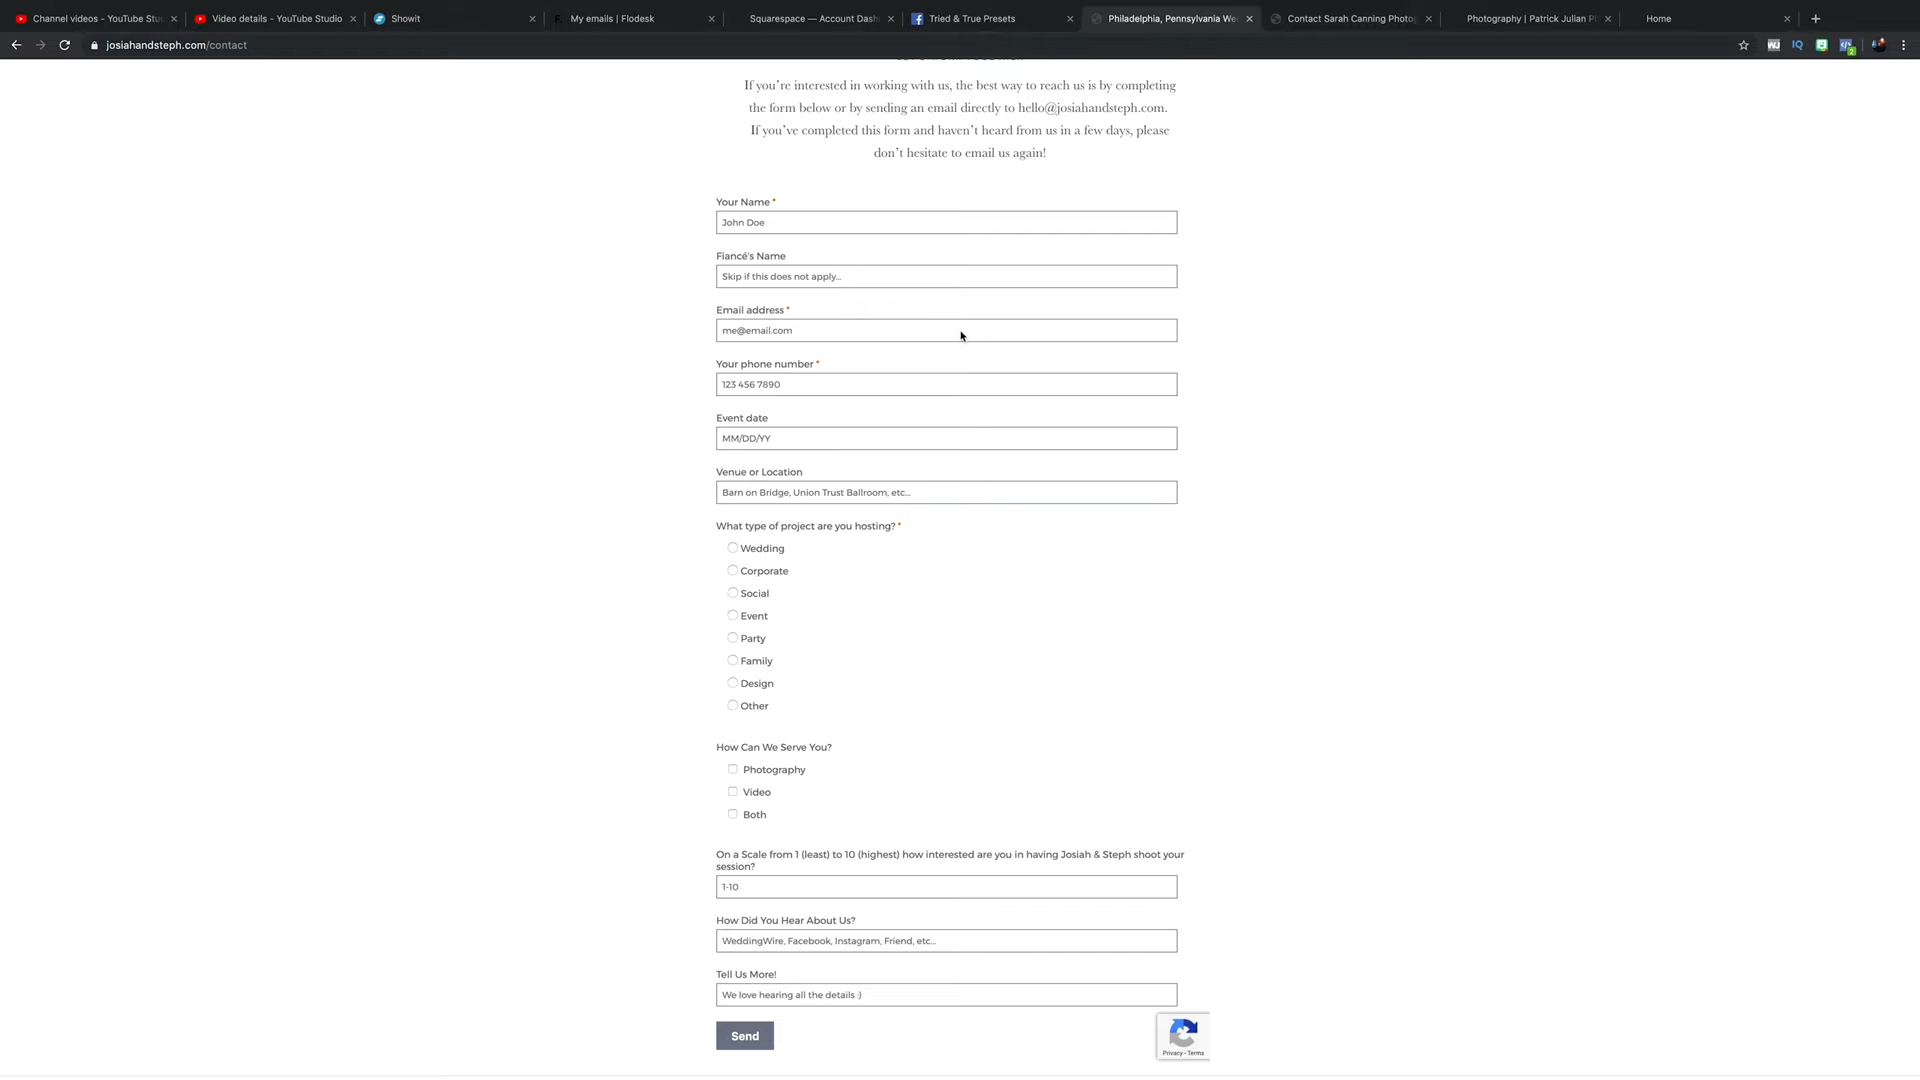 Channel videos - YouTube Stu
Video details - YouTube Studio
Showit
My emails | Flodesk
Squarespace — Account Dash
Tried & True Presets
Philadelphia, Pennsylvania We
Contact Sarah Canning Photog
Photography | Patrick Julian P
Home
josiahandsteph.com/contact
If you're interested in working with us, the best way to reach us is by completing
the form below or by sending an email directly to hello@josiahandsteph.com.
If you've completed this form and haven't heard from us in a few days, please
don't hesitate to email us again!
Your Name *
John Doe
Fiancé's Name
Skip if this does not apply...
Email address *
me@email.com
Your phone number *
123 456 7890
Event date
MM/DD/YY
Venue or Location
Barn on Bridge, Union Trust Ballroom, etc...
What type of project are you hosting? *
Wedding
Corporate
Social
Event
Party
Family
Design
Other
How Can We Serve You?
Photography
Video
Both
On a Scale from 1 (least) to 10 (highest) how interested are you in having Josiah & Steph shoot your
session?
1-10
How Did You Hear About Us?
WeddingWire, Facebook, Instagram, Friend, etc...
Tell Us More!
We love hearing all the details :)
Send
Privacy - Terms